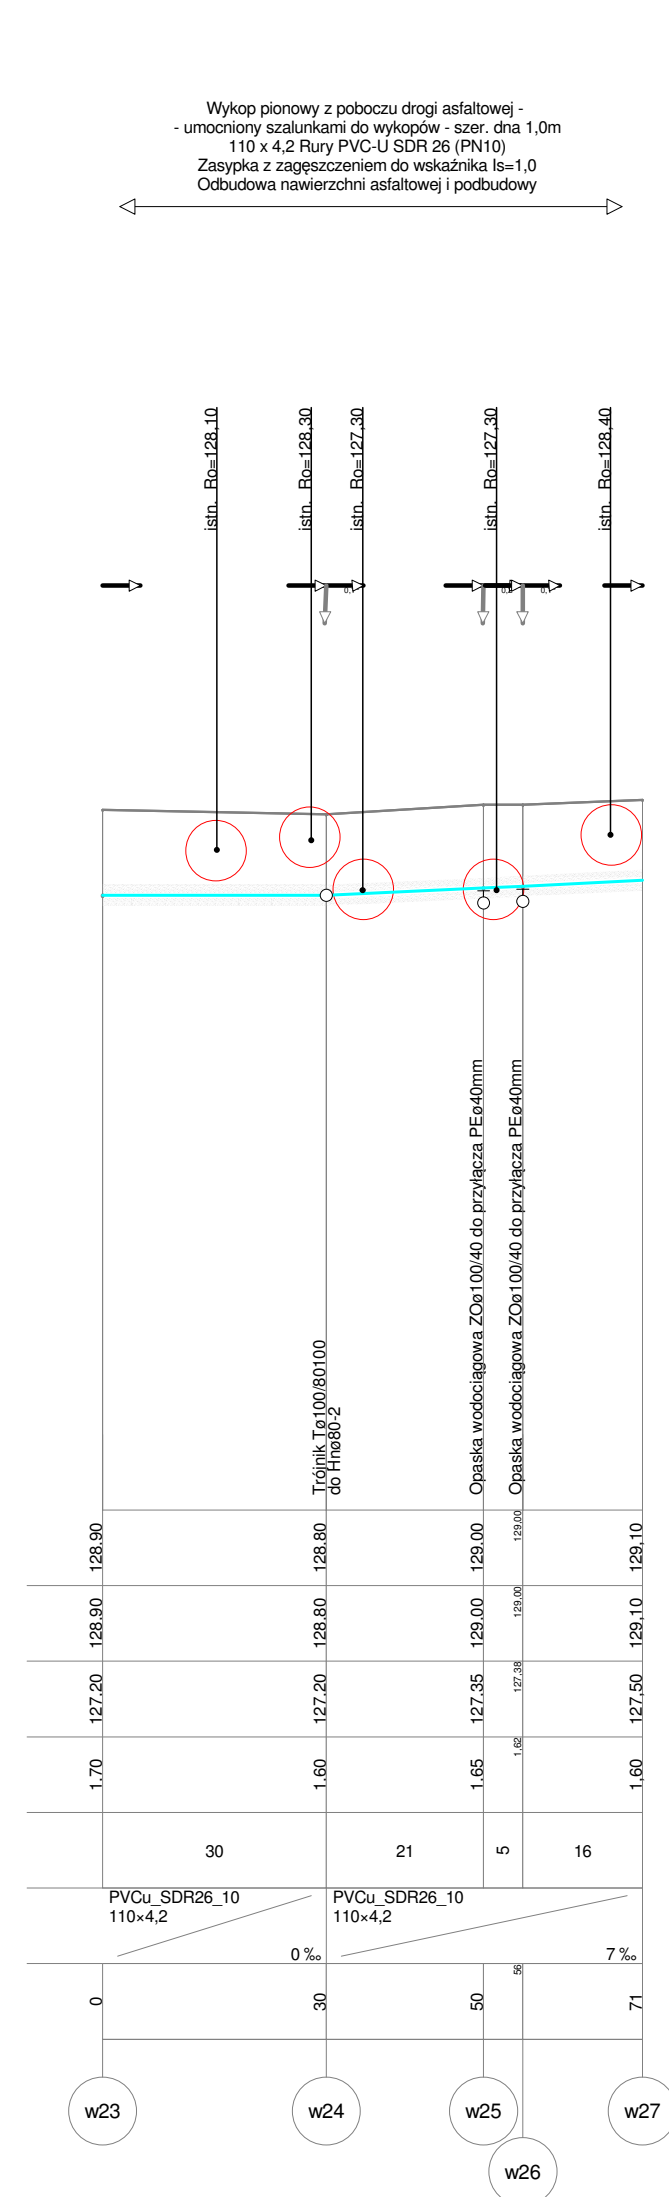 Wykop pionowy z poboczu drogi asfaltowej -
- umocniony szalunkami do wykopów - szer. dna 1,0m
110 x 4,2 Rury PVC-U SDR 26 (PN10)
Zasypka z zagęszczeniem do wskaźnika Is=1,0
Odbudowa nawierzchni asfaltowej i podbudowy
istn. Ro=128,10
istn. Ro=128,30
istn. Ro=127,30
istn. Ro=127,30
istn. Ro=128,40
Trójnik Tø100/80100
do Hnø80-2
Opaska wodociągowa ZOø100/40 do przyłącza PEø40mm
Opaska wodociągowa ZOø100/40 do przyłącza PEø40mm
128.90 128.80 129.00 129.00 129,10
128.90 128.80 129.00 129.00 129,10
127.20 127.20 127.35 127.38 127,50
1.70 1.60 1.65 1.62 1,60
30 21 5 16
PVCu_SDR26_10
110×4,2
0 ‰
PVCu_SDR26_10
110×4,2
7 ‰
0 30 50 56 71
w23 w24 w25 w26 w27